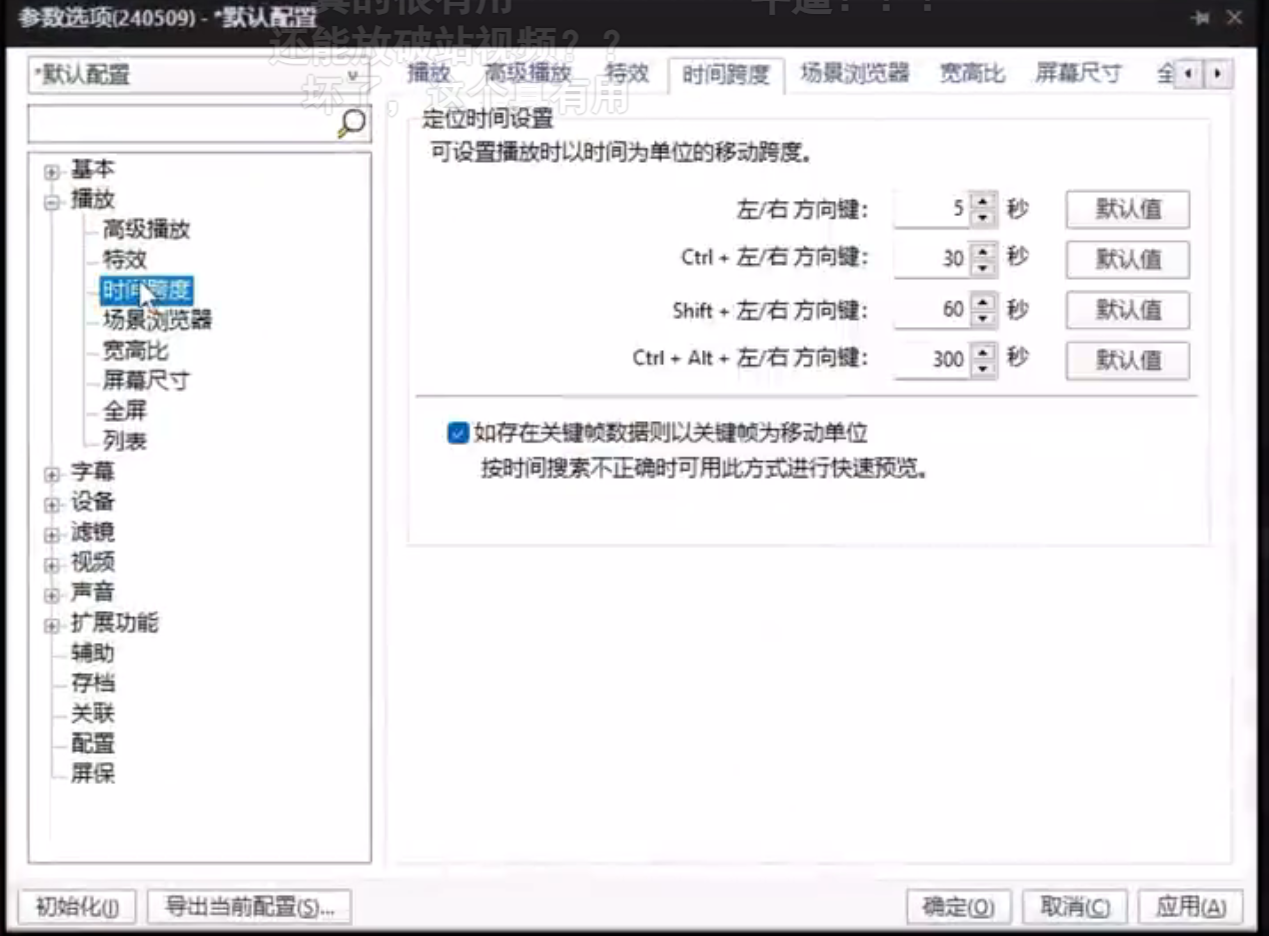 参数选项(240509) - *默认配置
真的很有用
还能放破站视频？？
坏了，这个真有用
*默认配置
播放 高级播放 特效 时间跨度 场景浏览器 宽高比 屏幕尺寸 全
基本
播放
高级播放
特效
时间跨度
场景浏览器
宽高比
屏幕尺寸
全屏
列表
字幕
设备
滤镜
视频
声音
扩展功能
辅助
存档
关联
配置
屏保
定位时间设置
可设置播放时以时间为单位的移动跨度。
左/右 方向键： 5 秒 默认值
Ctrl + 左/右 方向键： 30 秒 默认值
Shift + 左/右 方向键： 60 秒 默认值
Ctrl + Alt + 左/右 方向键： 300 秒 默认值
如存在关键帧数据则以关键帧为移动单位
按时间搜索不正确时可用此方式进行快速预览。
初始化(I) 导出当前配置(S)... 确定(O) 取消(C) 应用(A)